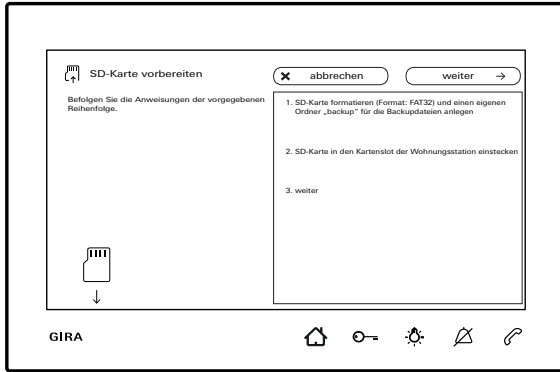 SD-Karte vorbereiten
abbrechen
weiter
Befolgen Sie die Anweisungen der vorgegebenen
Reihenfolge.
1. SD-Karte formatieren (Format: FAT32) und einen eigenen
Ordner „backup" für die Backupdateien anlegen
2. SD-Karte in den Kartenslot der Wohnungsstation einstecken
3. weiter
GIRA